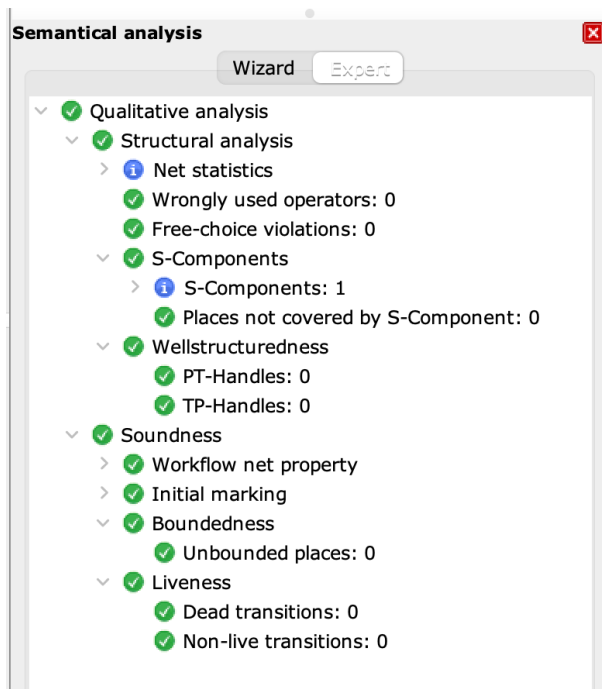 Semantical analysis
Wizard Expert
Qualitative analysis
Structural analysis
Net statistics
Wrongly used operators: 0
Free-choice violations: 0
S-Components
S-Components: 1
Places not covered by S-Component: 0
Wellstructuredness
PT-Handles: 0
TP-Handles: 0
Soundness
Workflow net property
Initial marking
Boundedness
Unbounded places: 0
Liveness
Dead transitions: 0
Non-live transitions: 0